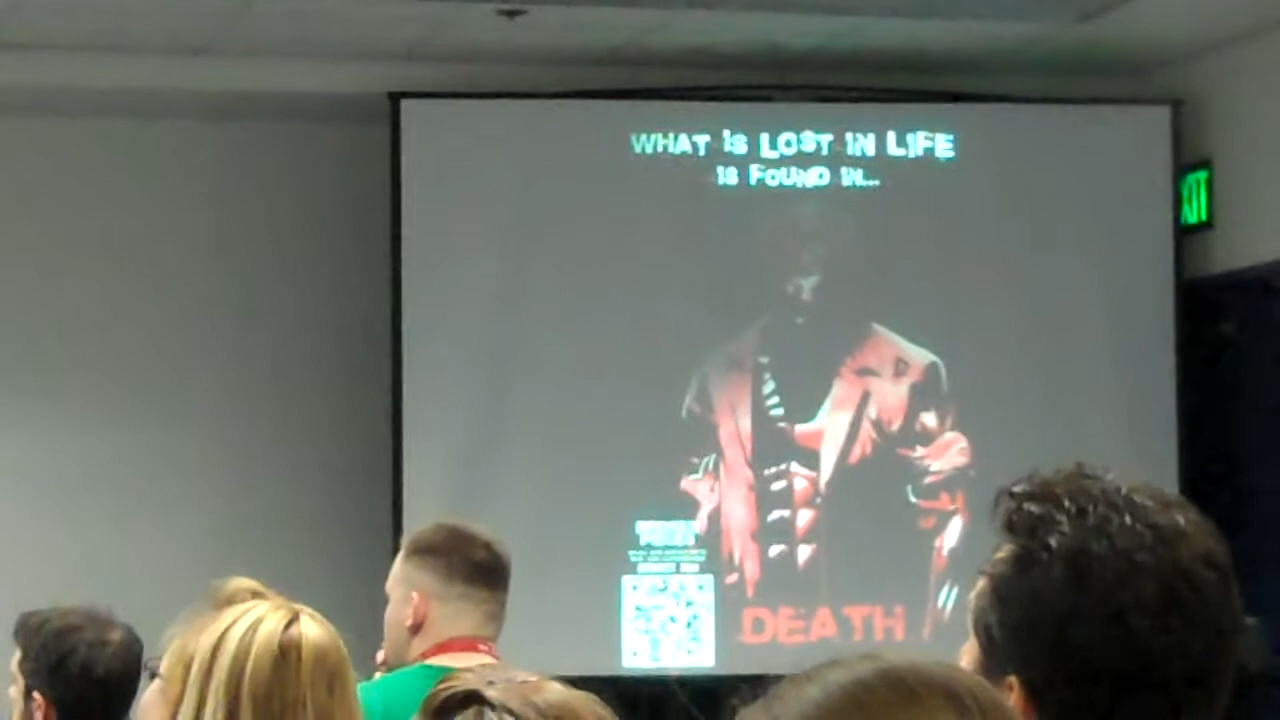 WHAT IS LOST IN LIFE
IS FOUND IN...
EXIT
DEATH